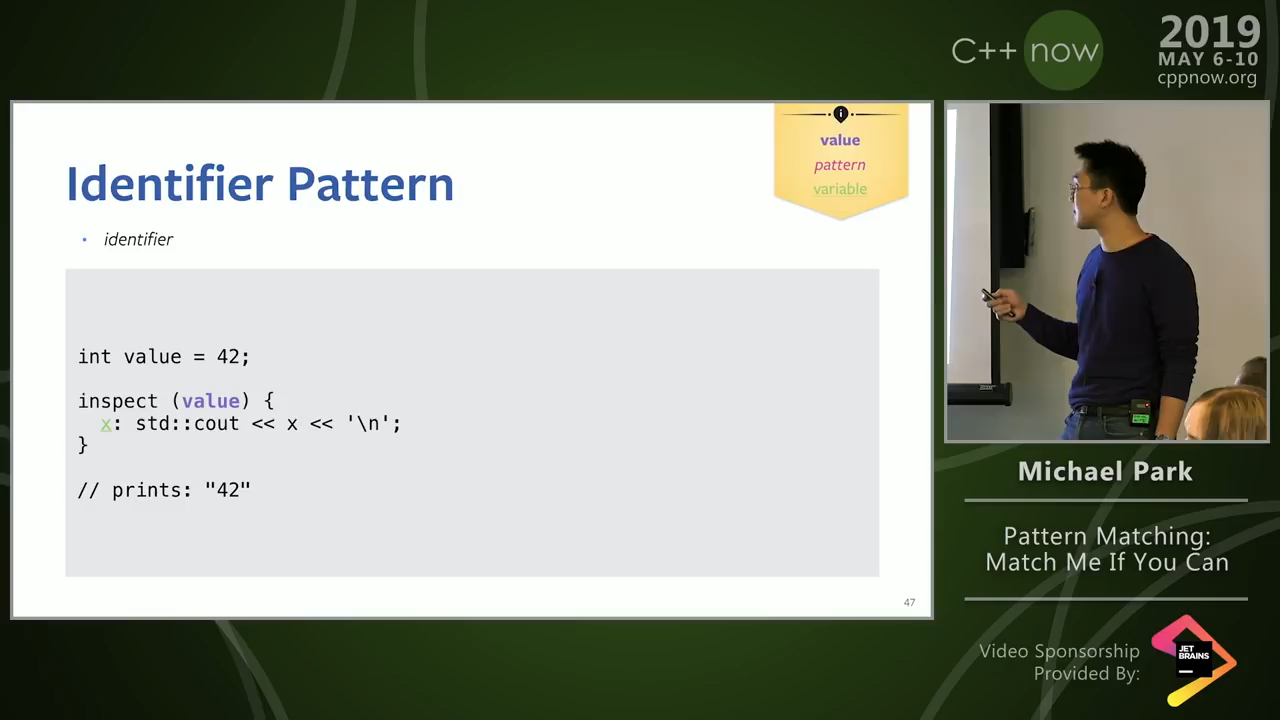 C++ now
2019
MAY 6-10
cppnow.org
value
pattern
variable
Identifier Pattern
• identifier
int value = 42;
inspect (value) {
x: std::cout << x << '\n';
}
// prints: "42"
47
Michael Park
Pattern Matching:
Match Me If You Can
Video Sponsorship
Provided By:
JET
BRAINS